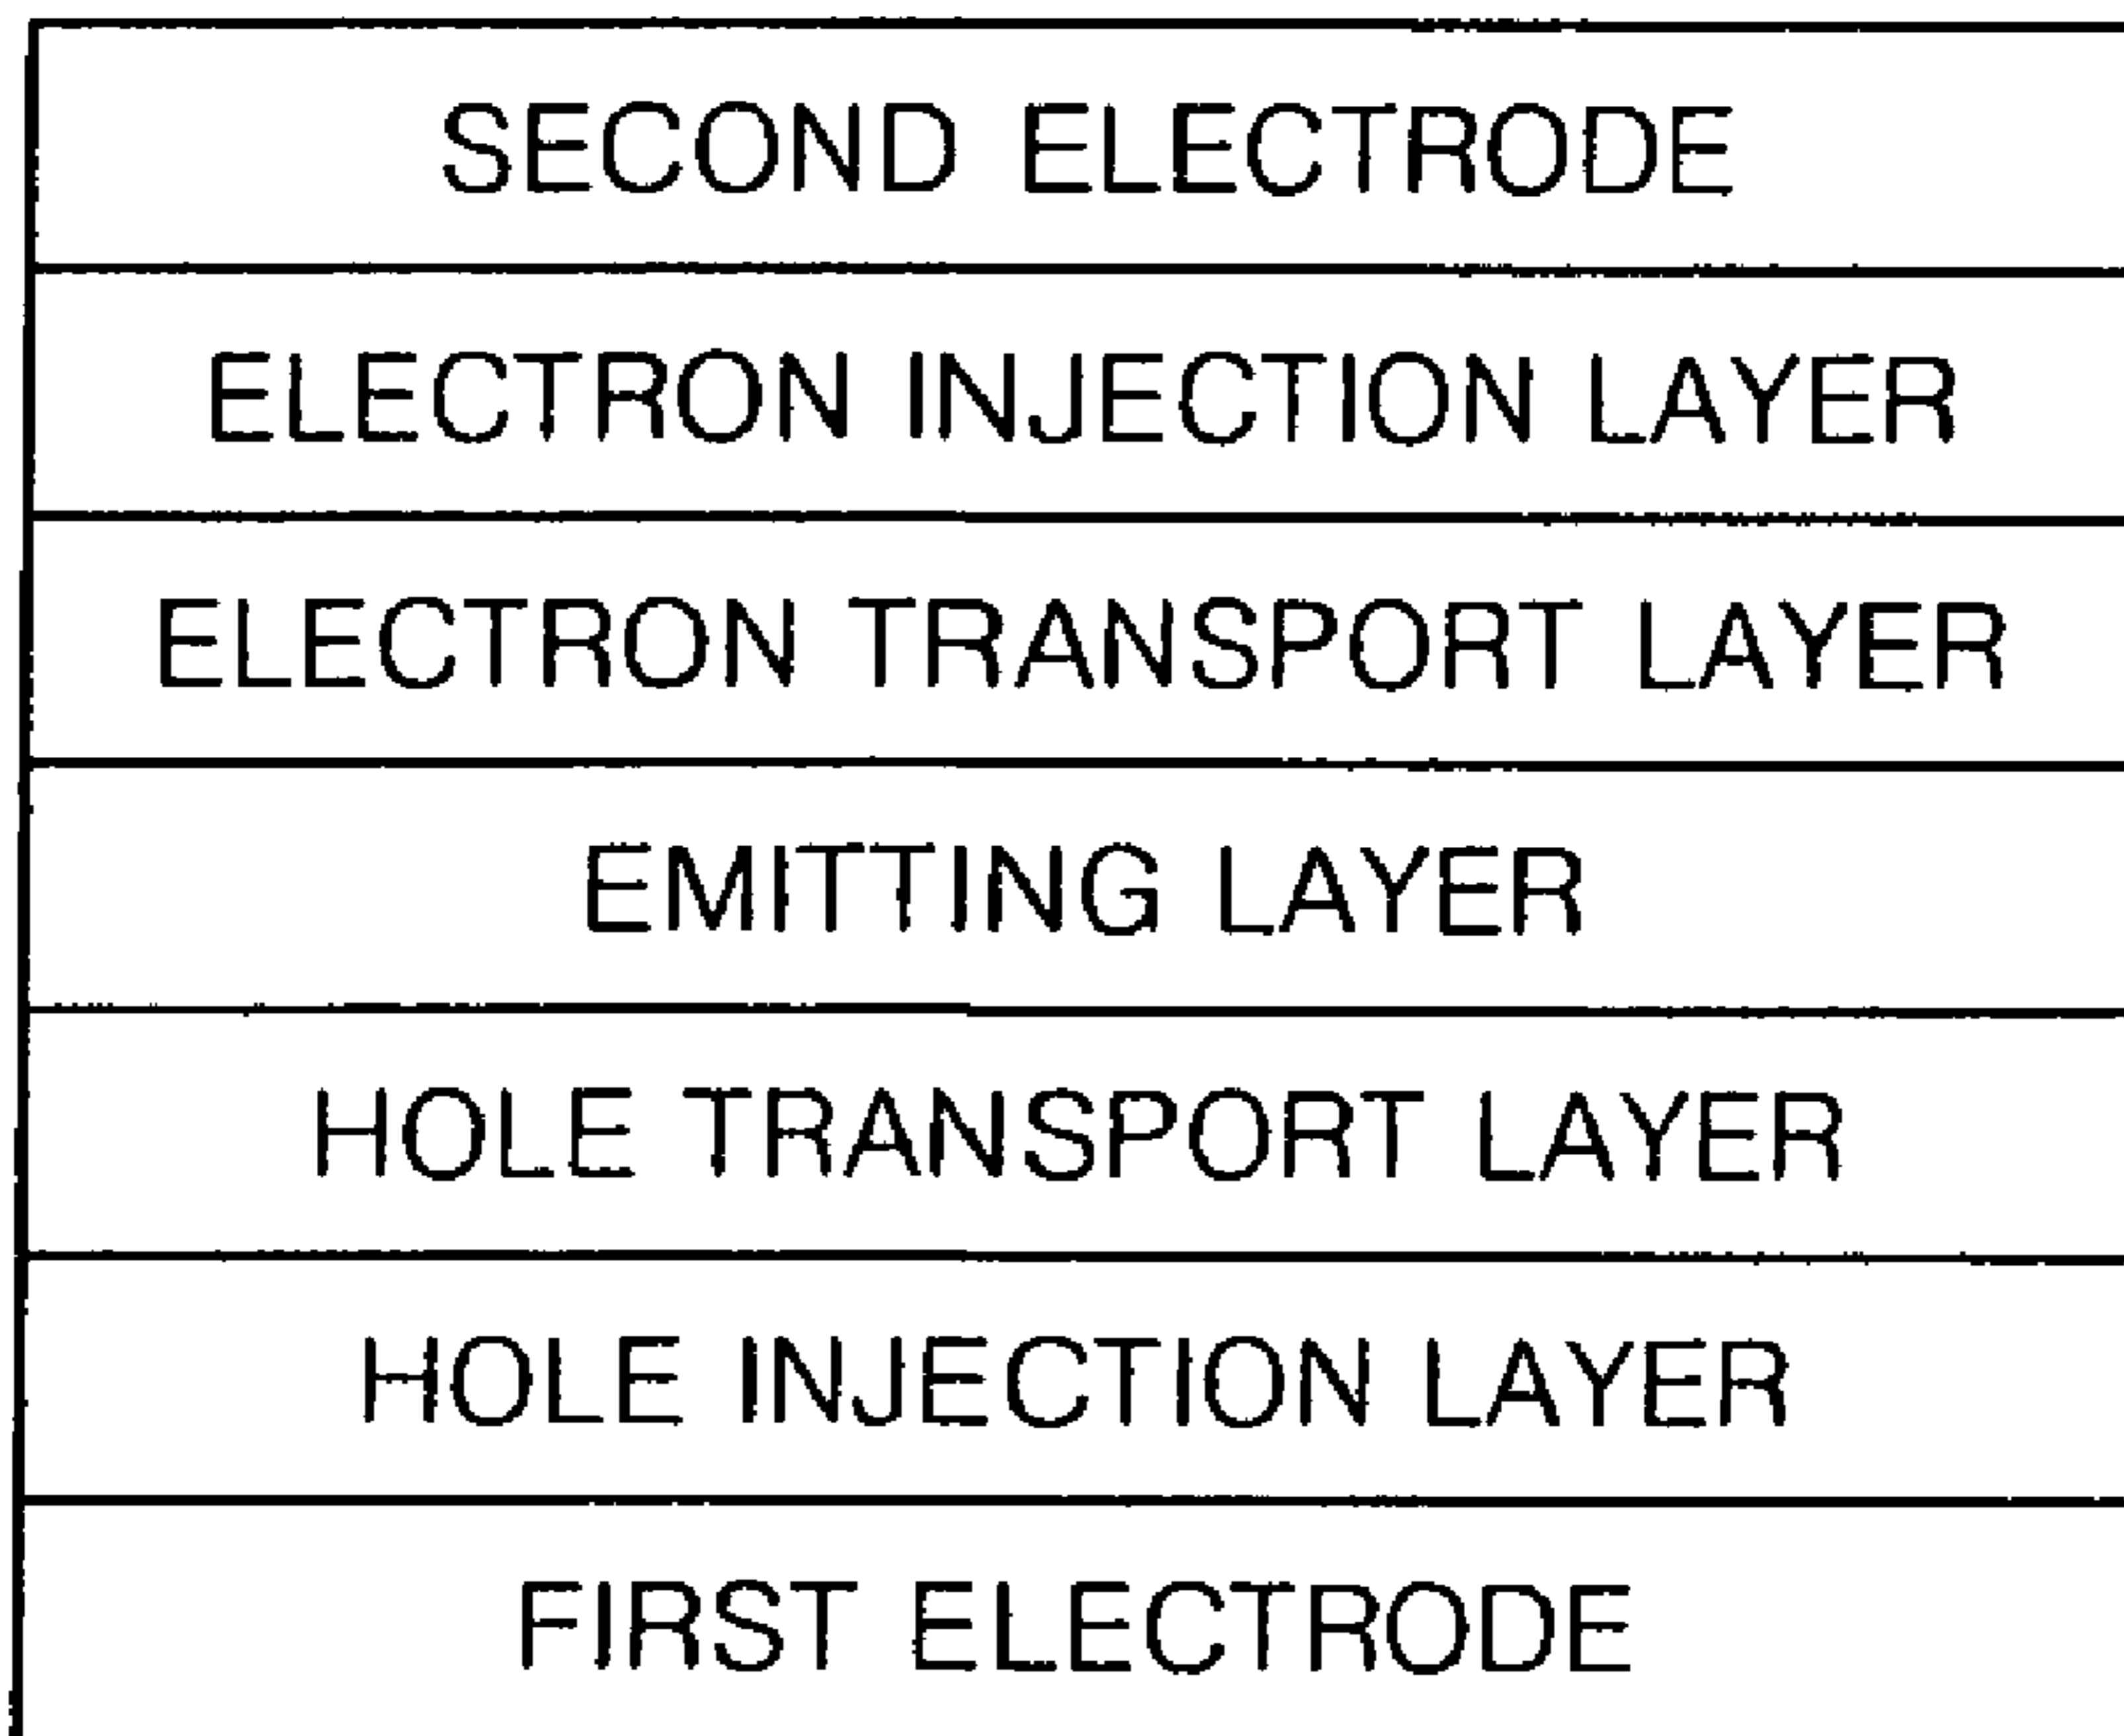 SECOND ELECTRODE
ELECTRON INJECTION LAYER
ELECTRON TRANSPORT LAYER
EMITTING LAYER
HOLE TRANSPORT LAYER
HOLE INJECTION LAYER
FIRST ELECTRODE